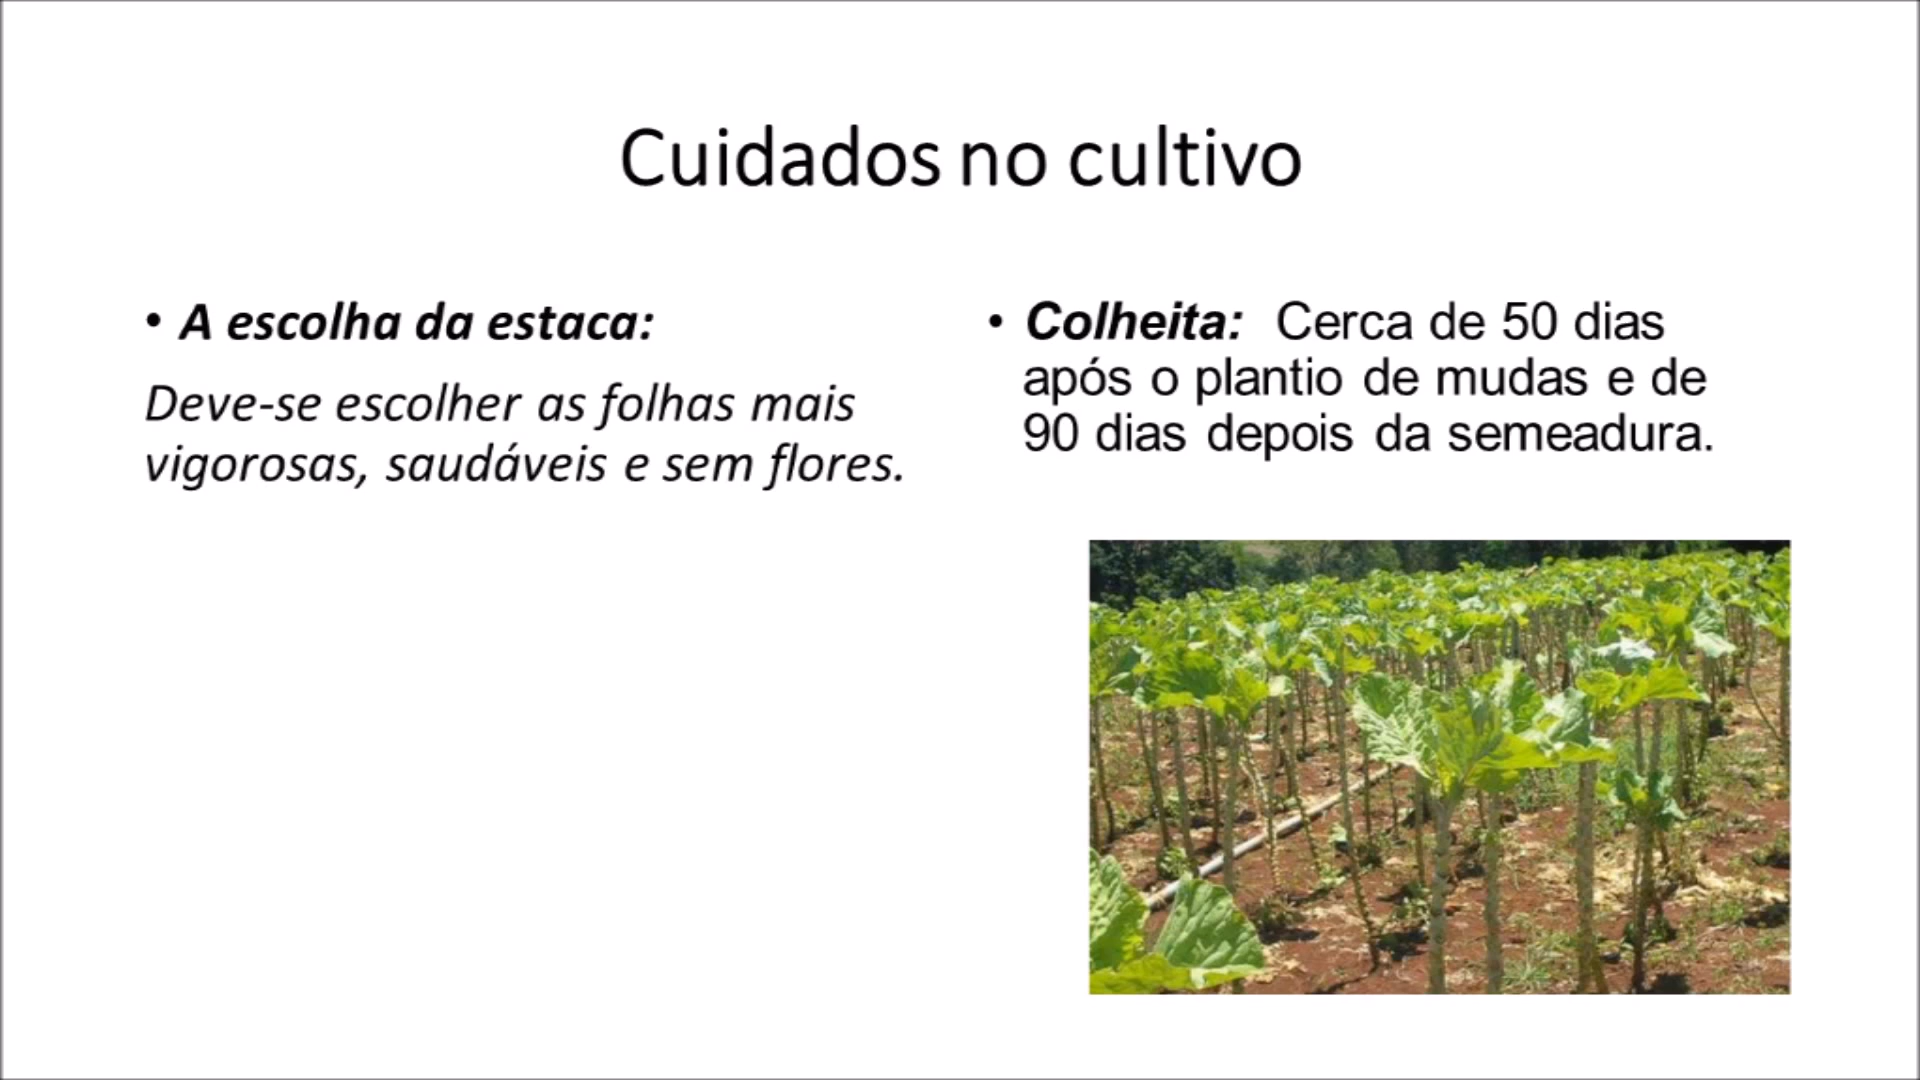 Cuidados no cultivo
• A escolha da estaca:
Deve-se escolher as folhas mais
vigorosas, saudáveis e sem flores.
• Colheita: Cerca de 50 dias
após o plantio de mudas e de
90 dias depois da semeadura.